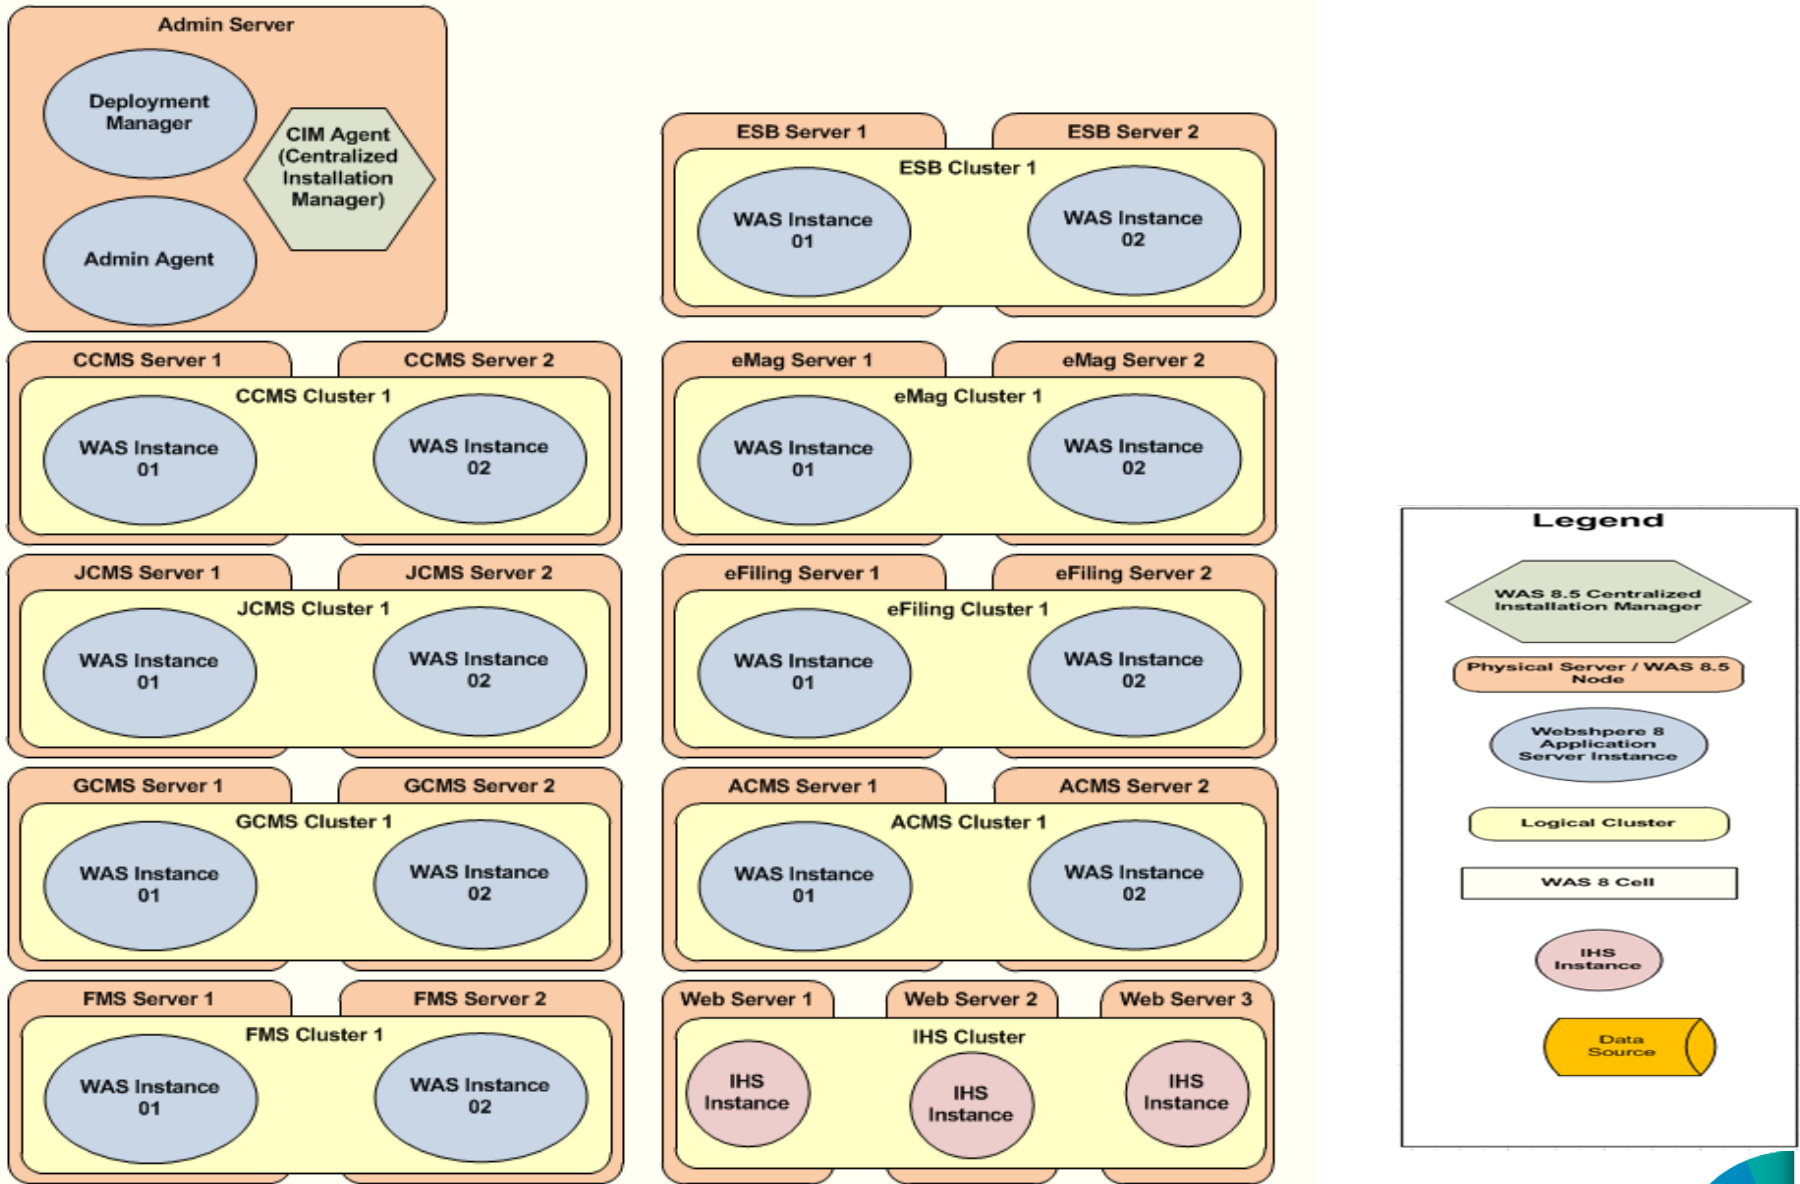 Admin Server
Deployment
Manager
CIM Agent
(Centralized
Installation
Manager)
Admin Agent
ESB Server 1
ESB Server 2
ESB Cluster 1
WAS Instance
01
WAS Instance
02
CCMS Server 1
CCMS Server 2
CCMS Cluster 1
WAS Instance
01
WAS Instance
02
eMag Server 1
eMag Server 2
eMag Cluster 1
WAS Instance
01
WAS Instance
02
JCMS Server 1
JCMS Server 2
JCMS Cluster 1
WAS Instance
01
WAS Instance
02
eFiling Server 1
eFiling Server 2
eFiling Cluster 1
WAS Instance
01
WAS Instance
02
GCMS Server 1
GCMS Server 2
GCMS Cluster 1
WAS Instance
01
WAS Instance
02
ACMS Server 1
ACMS Server 2
ACMS Cluster 1
WAS Instance
01
WAS Instance
02
FMS Server 1
FMS Server 2
FMS Cluster 1
WAS Instance
01
WAS Instance
02
Web Server 1
Web Server 2
Web Server 3
IHS Cluster
IHS
Instance
IHS
Instance
IHS
Instance
Legend
WAS 8.5 Centralized
Installation Manager
Physical Server / WAS 8.5
Node
Webshpere 8
Application
Server Instance
Logical Cluster
WAS 8 Cell
IHS
Instance
Data
Source